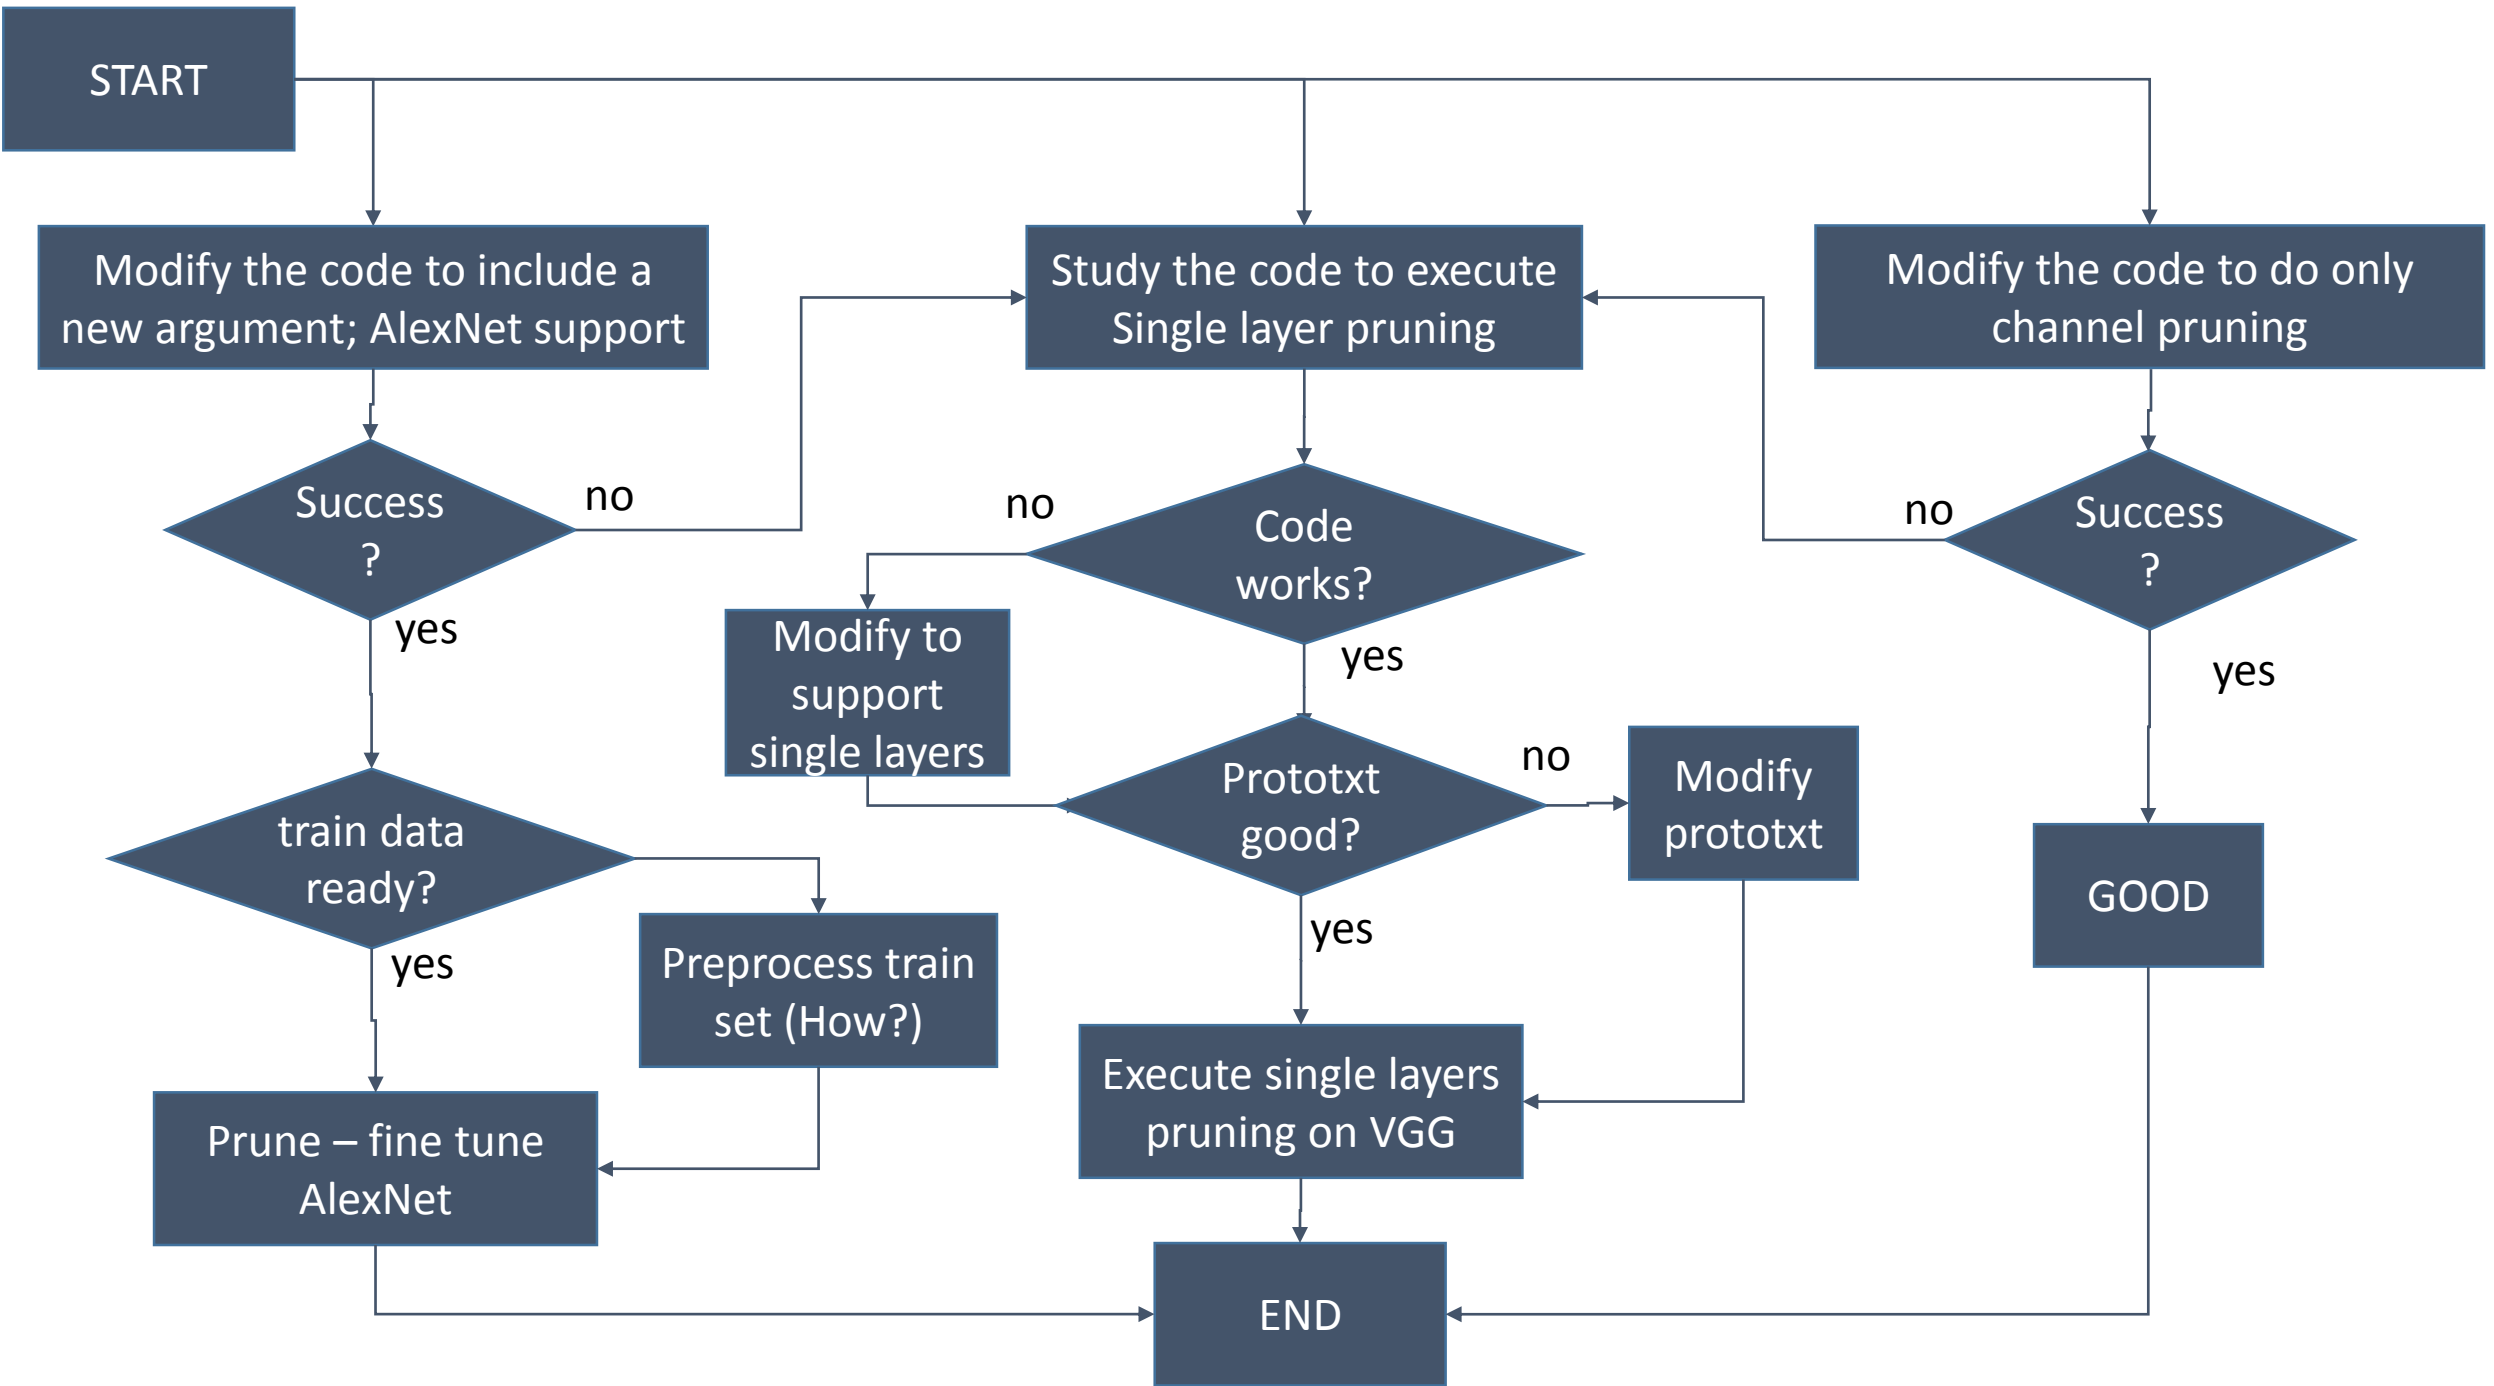 START
Modify the code to include a
new argument; AlexNet support
Study the code to execute
Single layer pruning
Modify the code to do only
channel pruning
Success
?
no
yes
no
Code
works?
yes
no
Success
?
yes
Modify to
support
single layers
Prototxt
good?
no
yes
Modify
prototxt
train data
ready?
yes
Preprocess train
set (How?)
GOOD
Prune – fine tune
AlexNet
Execute single layers
pruning on VGG
END